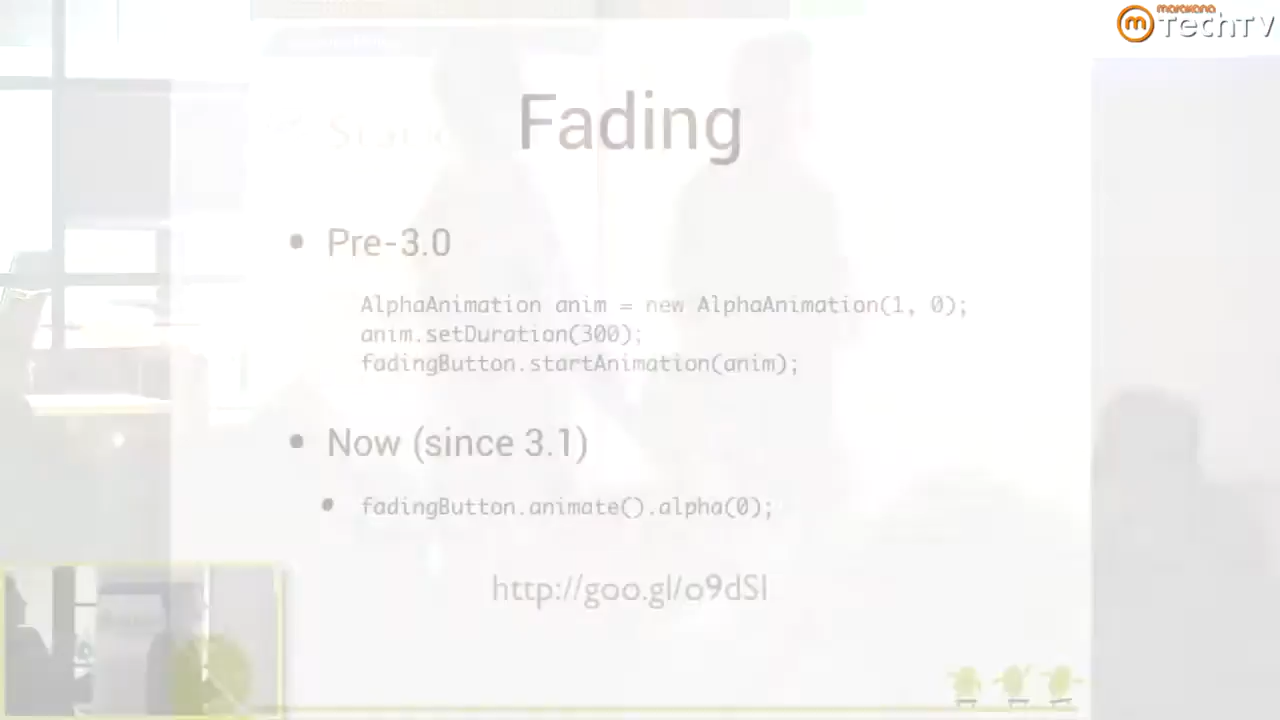 marakana
TechTV
Fading
• Pre-3.0
AlphaAnimation anim = new AlphaAnimation(1, 0);
anim.setDuration(300);
fadingButton.startAnimation(anim);
• Now (since 3.1)
• fadingButton.animate().alpha(0);
http://goo.gl/o9dSl